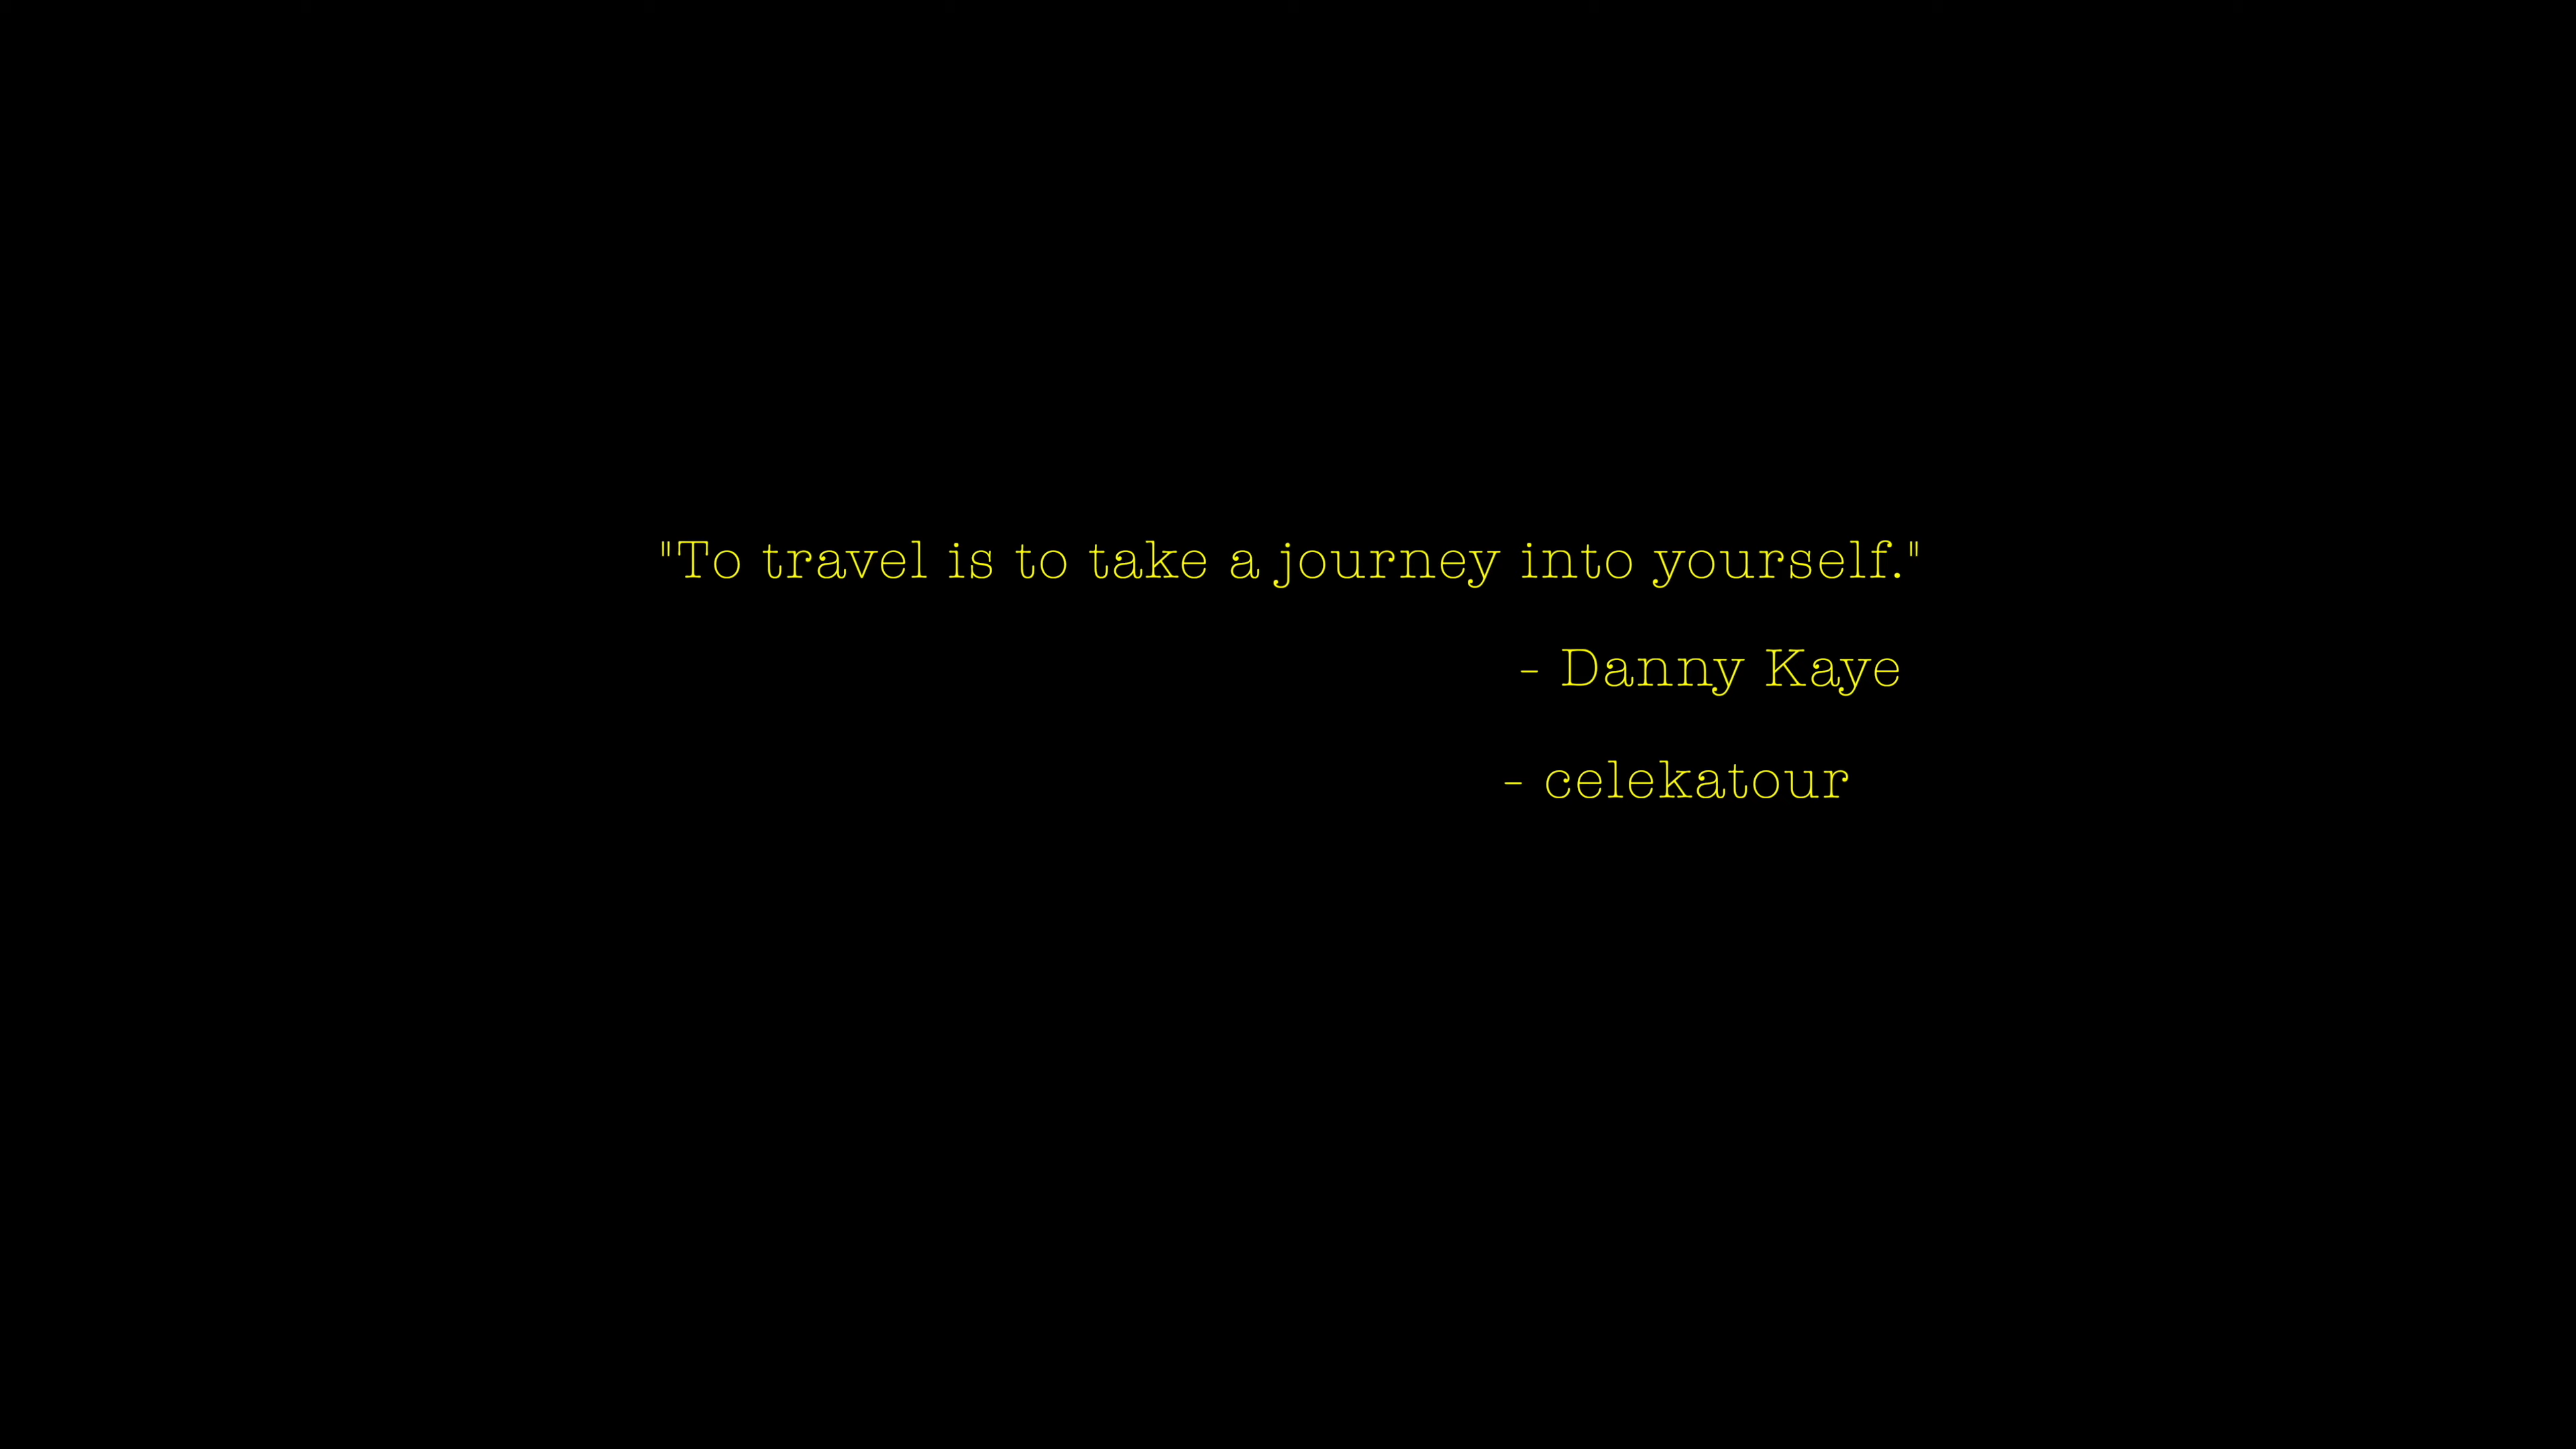 "To travel is to take a journey into yourself."
- Danny Kaye
- celekatour